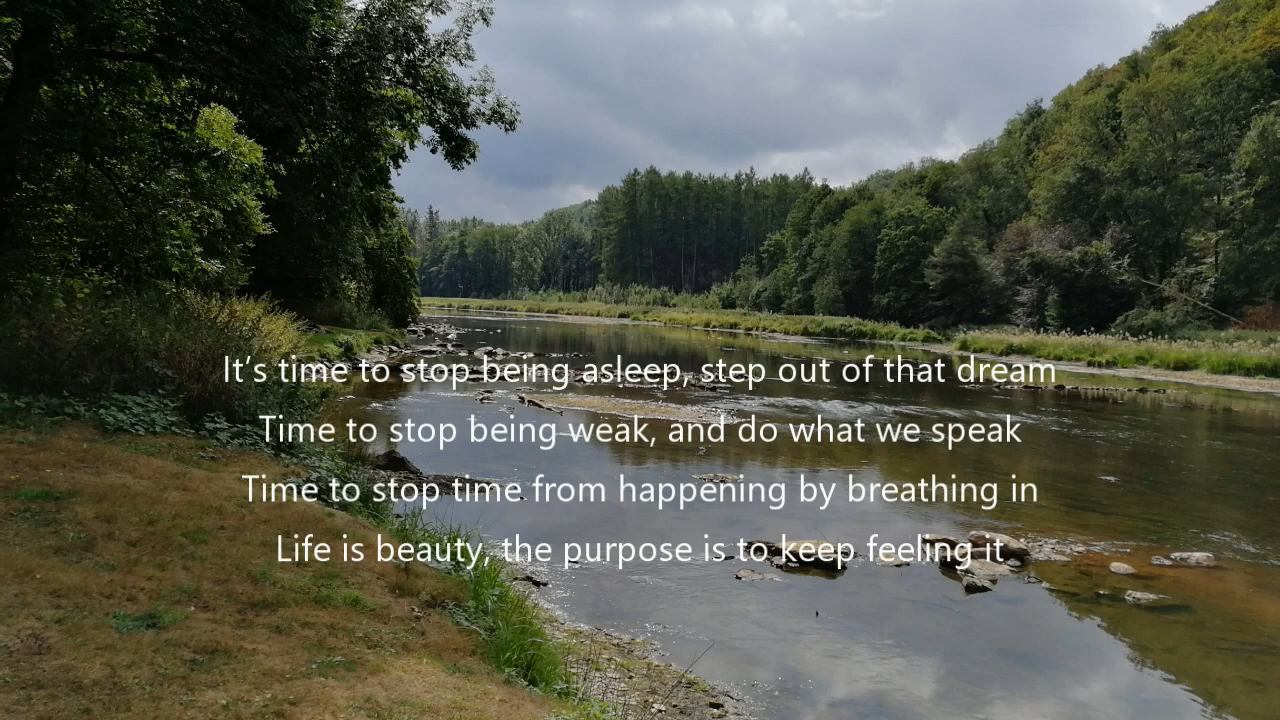 It’s time to stop being asleep, step out of that dream
Time to stop being weak, and do what we speak
Time to stop time from happening by breathing in
Life is beauty, the purpose is to keep feeling it